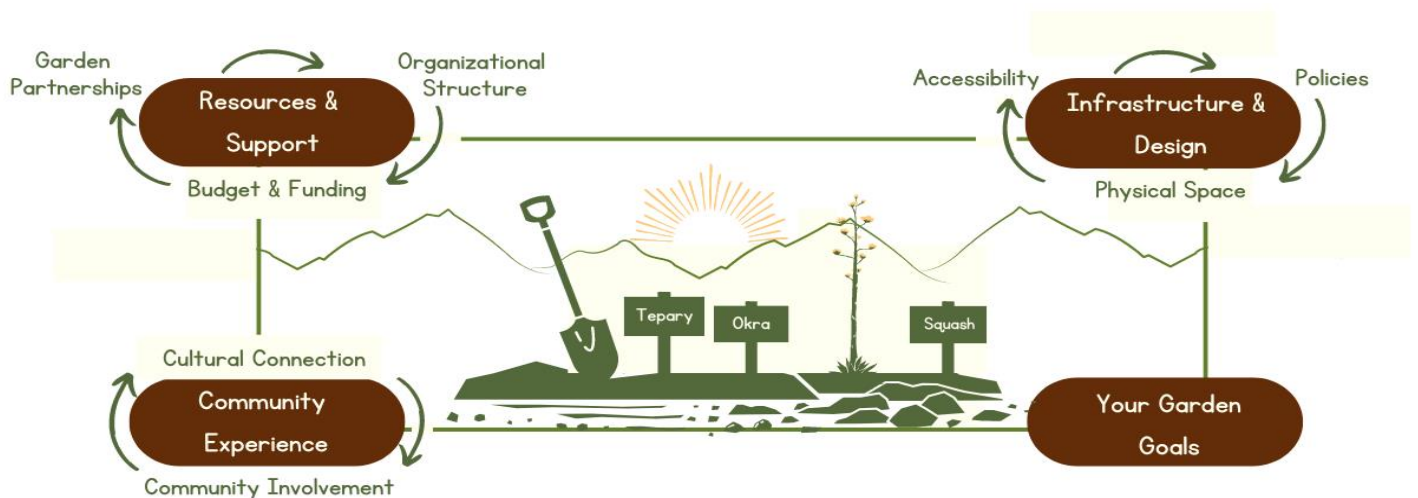 Garden
Partnerships
Resources &
Support
Organizational
Structure
Budget & Funding
Accessibility
Infrastructure &
Design
Policies
Physical Space
Tepary
Okra
Squash
Cultural Connection
Community
Experience
Community Involvement
Your Garden
Goals